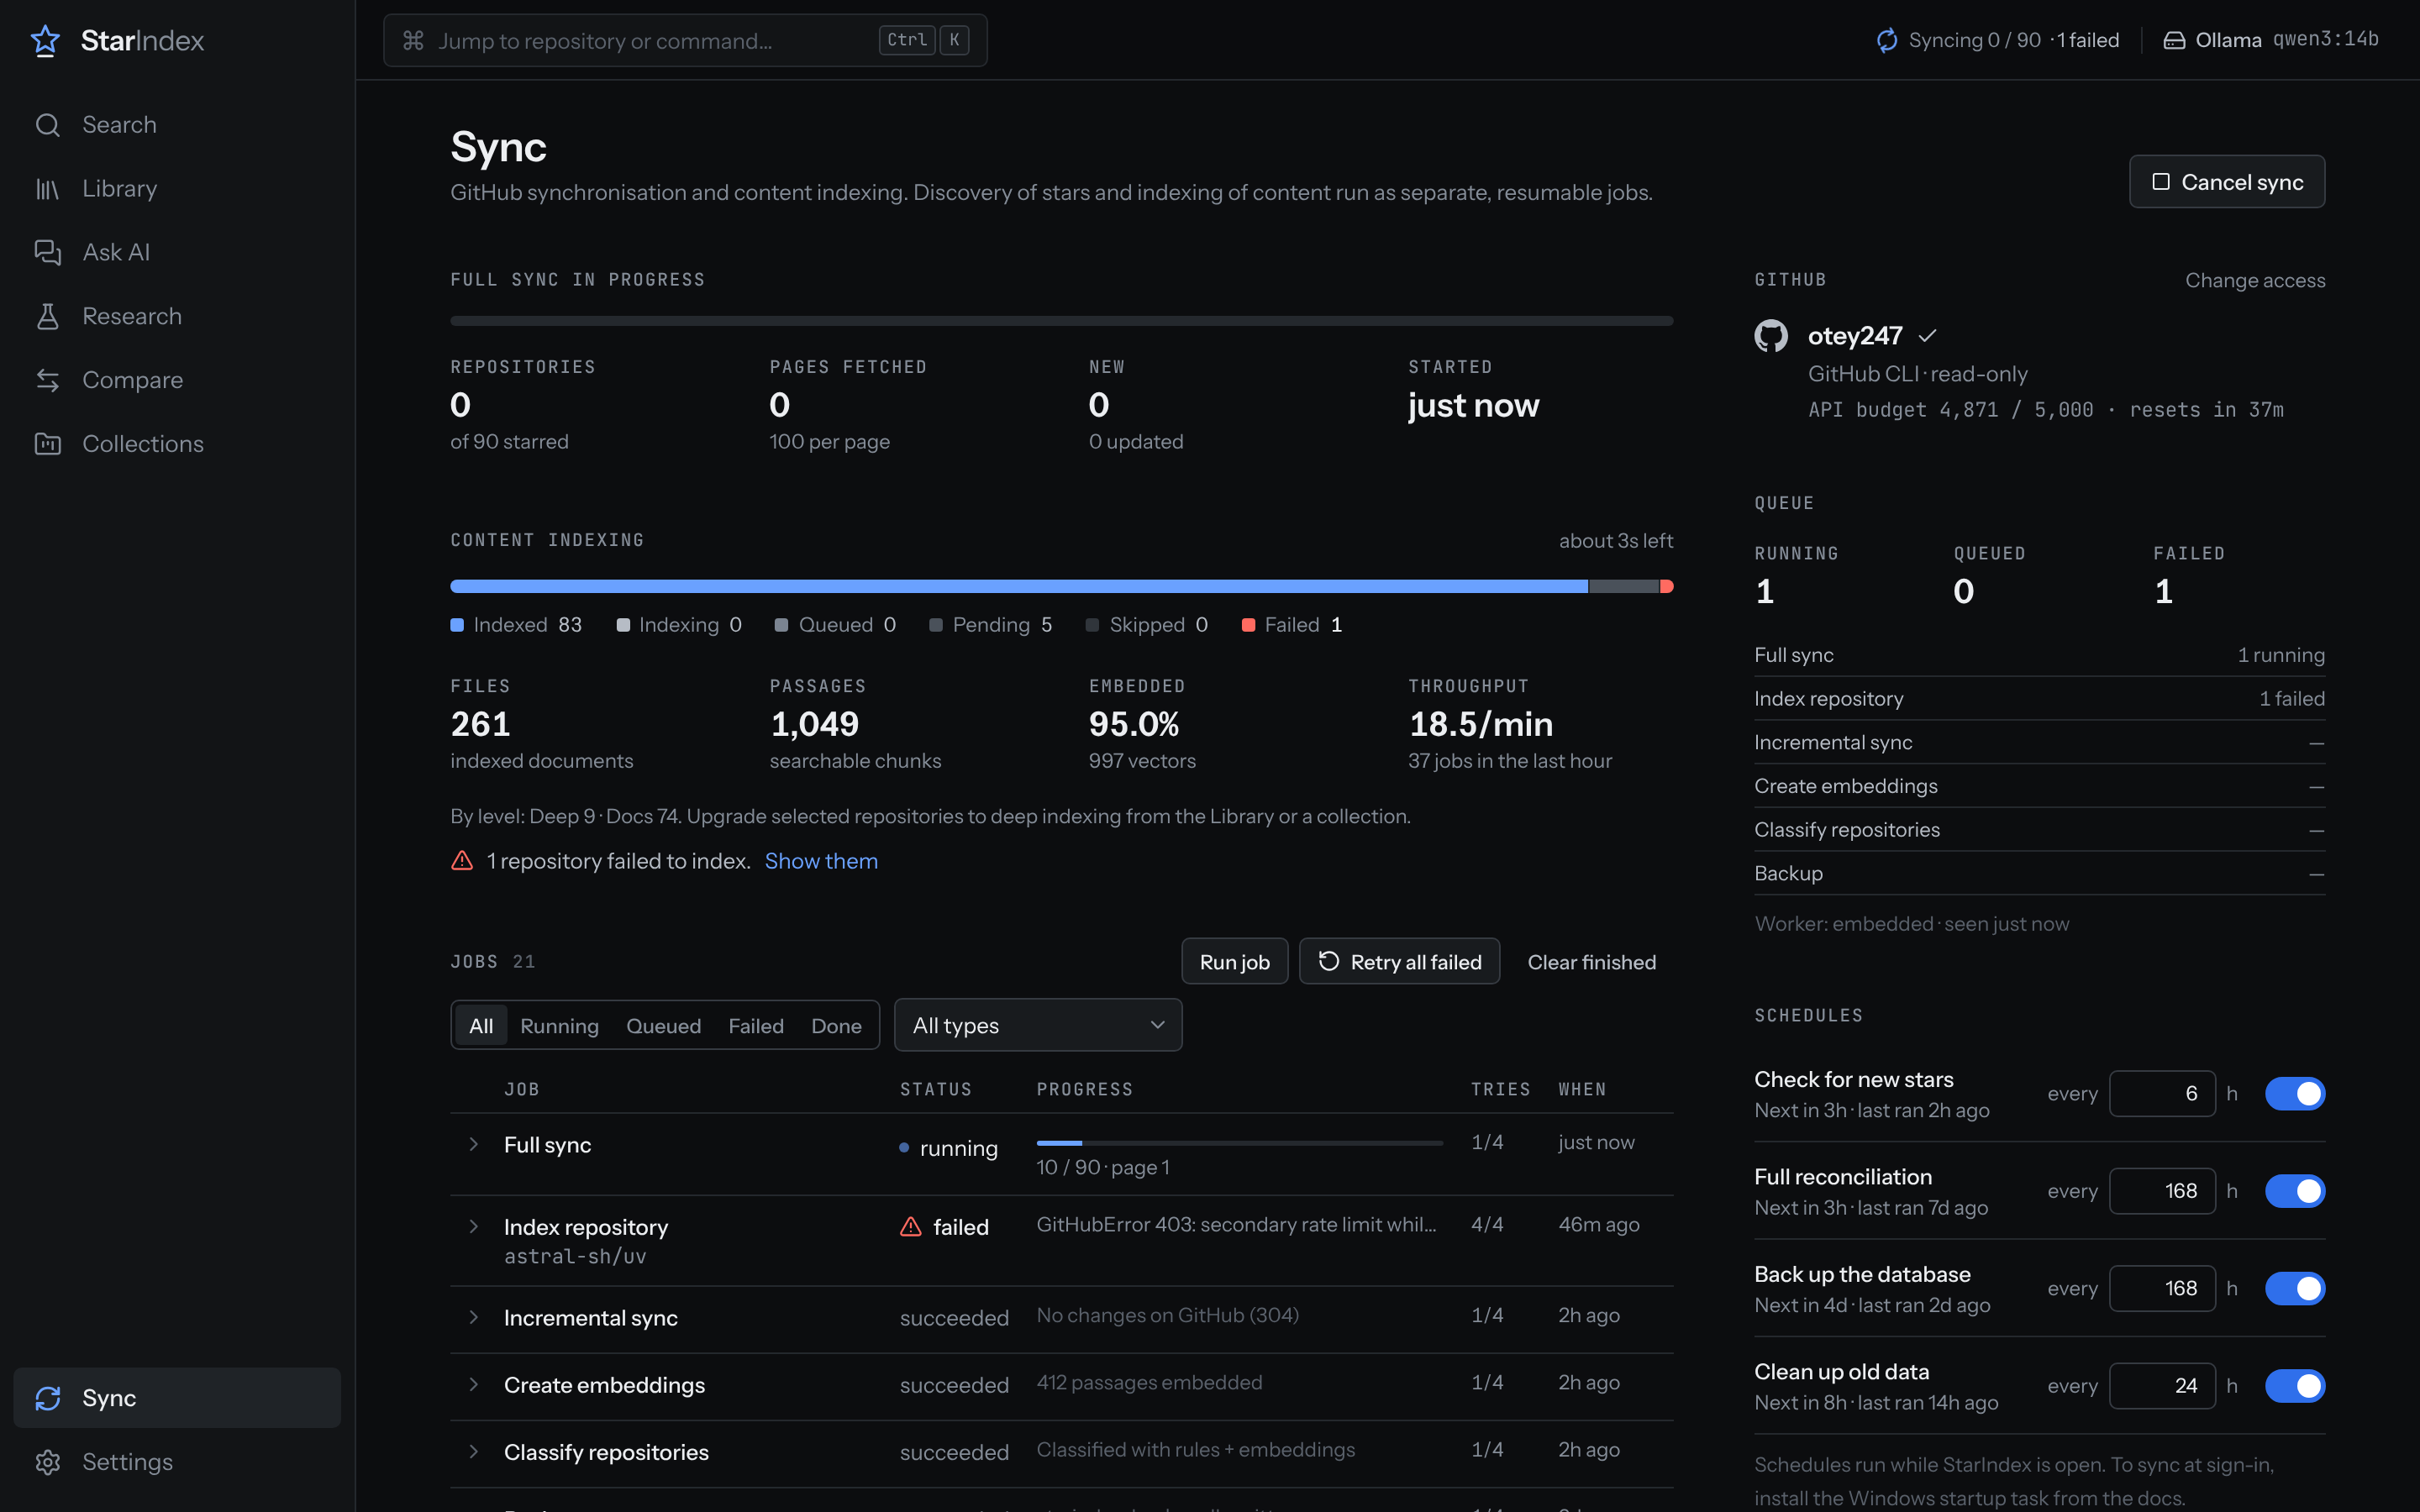 StarIndex
Search
Library
Ask AI
Research
Compare
Collections
Sync
Settings
Jump to repository or command...
Ctrl K
Syncing 0 / 90 · 1 failed
Ollama qwen3:14b
Sync
GitHub synchronisation and content indexing. Discovery of stars and indexing of content run as separate, resumable jobs.
Cancel sync
FULL SYNC IN PROGRESS
REPOSITORIES
0
of 90 starred
PAGES FETCHED
0
100 per page
NEW
0
0 updated
STARTED
just now
CONTENT INDEXING
about 3s left
Indexed 83
Indexing 0
Queued 0
Pending 5
Skipped 0
Failed 1
FILES
261
indexed documents
PASSAGES
1,049
searchable chunks
EMBEDDED
95.0%
997 vectors
THROUGHPUT
18.5/min
37 jobs in the last hour
By level: Deep 9 · Docs 74. Upgrade selected repositories to deep indexing from the Library or a collection.
1 repository failed to index. Show them
JOBS 21
Run job
Retry all failed
Clear finished
All Running Queued Failed Done
All types
JOB STATUS PROGRESS TRIES WHEN
Full sync running 10 / 90 · page 1 1/4 just now
Index repository failed GitHubError 403: secondary rate limit whil... 4/4 46m ago
astral-sh/uv
Incremental sync succeeded No changes on GitHub (304) 1/4 2h ago
Create embeddings succeeded 412 passages embedded 1/4 2h ago
Classify repositories succeeded Classified with rules + embeddings 1/4 2h ago
GITHUB
Change access
otey247
GitHub CLI · read-only
API budget 4,871 / 5,000 · resets in 37m
QUEUE
RUNNING
1
QUEUED
0
FAILED
1
Full sync 1 running
Index repository 1 failed
Incremental sync —
Create embeddings —
Classify repositories —
Backup —
Worker: embedded · seen just now
SCHEDULES
Check for new stars every 6 h
Next in 3h · last ran 2h ago
Full reconciliation every 168 h
Next in 3h · last ran 7d ago
Back up the database every 168 h
Next in 4d · last ran 2d ago
Clean up old data every 24 h
Next in 8h · last ran 14h ago
Schedules run while StarIndex is open. To sync at sign-in,
install the Windows startup task from the docs.